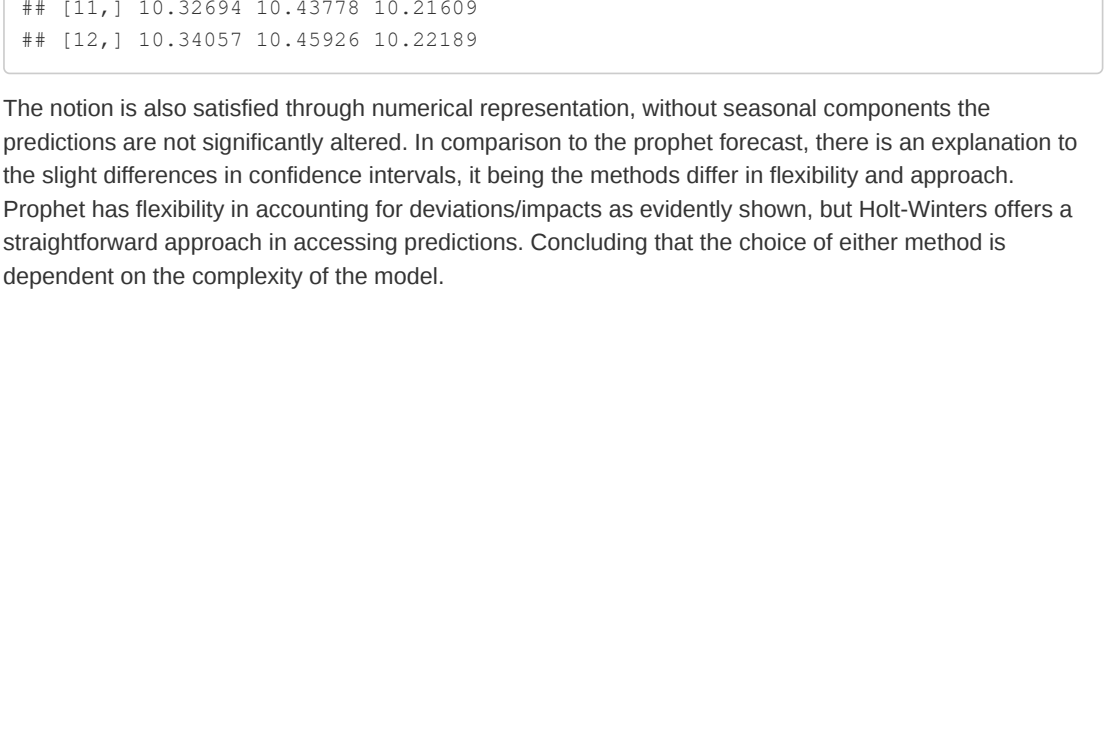 ## [11,] 10.32694 10.43778 10.21609
## [12,] 10.34057 10.45926 10.22189
The notion is also satisfied through numerical representation, without seasonal components the
predictions are not significantly altered. In comparison to the prophet forecast, there is an explanation to
the slight differences in confidence intervals, it being the methods differ in flexibility and approach.
Prophet has flexibility in accounting for deviations/impacts as evidently shown, but Holt-Winters offers a
straightforward approach in accessing predictions. Concluding that the choice of either method is
dependent on the complexity of the model.